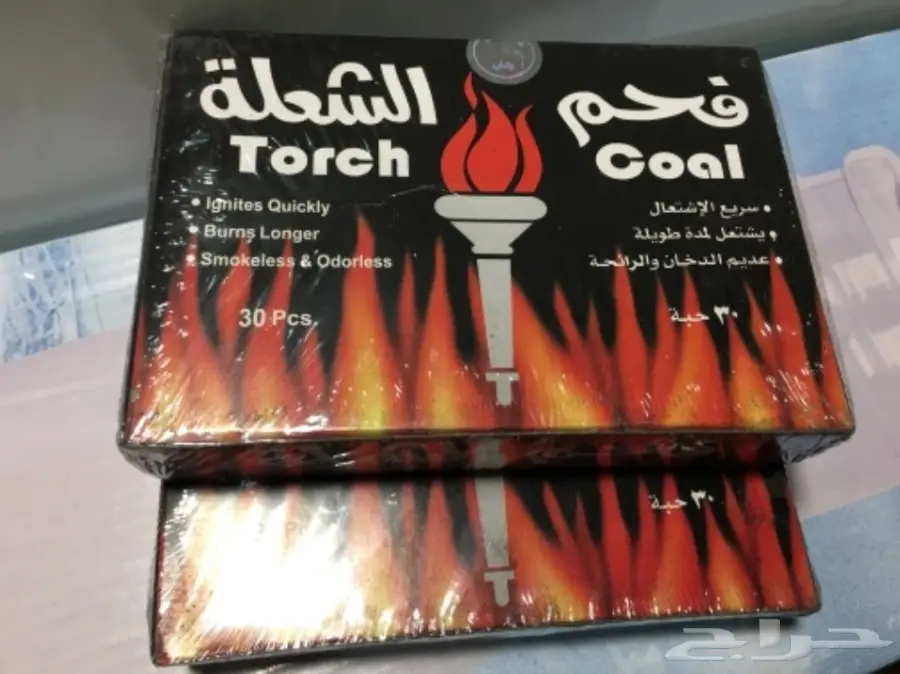 فحم الشعلة
Torch Coal
• Ignites Quickly
• Burns Longer
• Smokeless & Odorless
30 Pcs.
• سريع الإشتعال
• يشتعل لمدة طويلة
• عديم الدخان والرائحة
٣٠ حبة
T
٣٠ حبة
T
حراج